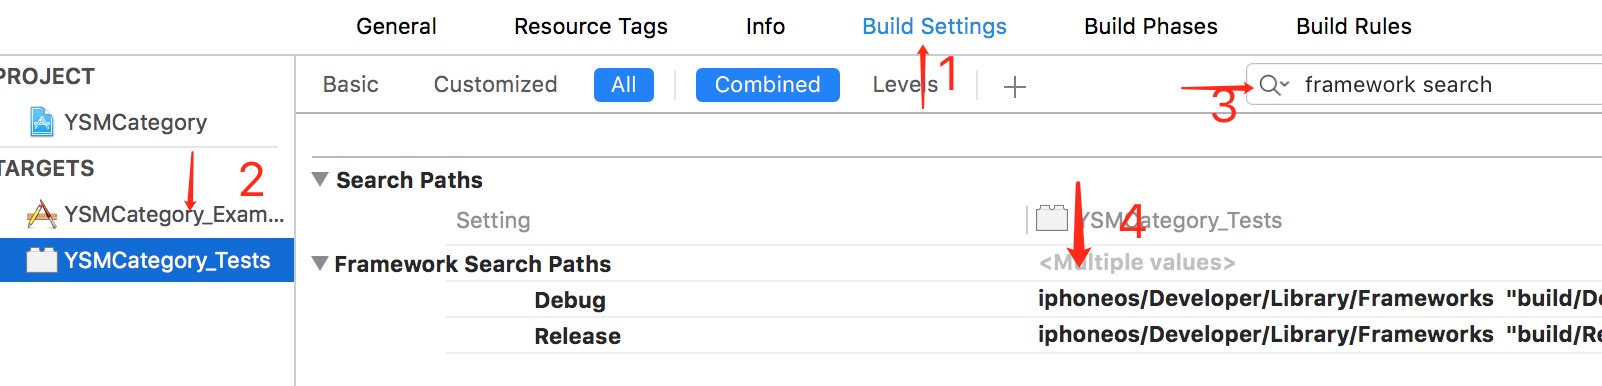 General Resource Tags Info Build Settings Build Phases Build Rules
PROJECT
Basic Customized All Combined Levels + 1 3 framework search
YSMCategory
TARGETS
2
YSMCategory_Exam...
YSMCategory_Tests
Search Paths
Setting YSMCategory_Tests 4
Framework Search Paths <Multiple values>
Debug iphoneos/Developer/Library/Frameworks "build/De
Release iphoneos/Developer/Library/Frameworks "build/Re